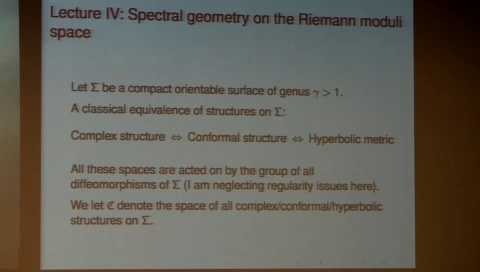 Lecture IV: Spectral geometry on the Riemann moduli
space
Let Σ be a compact orientable surface of genus γ > 1.
A classical equivalence of structures on Σ:
Complex structure ⇔ Conformal structure ⇔ Hyperbolic metric
All these spaces are acted on by the group of all
diffeomorphisms of Σ (I am neglecting regularity issues here).
We let ℭ denote the space of all complex/conformal/hyperbolic
structures on Σ.